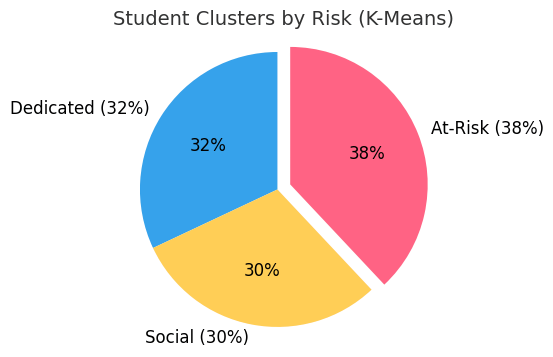 Student Clusters by Risk (K-Means)
Dedicated (32%)
At-Risk (38%)
32%
38%
30%
Social (30%)